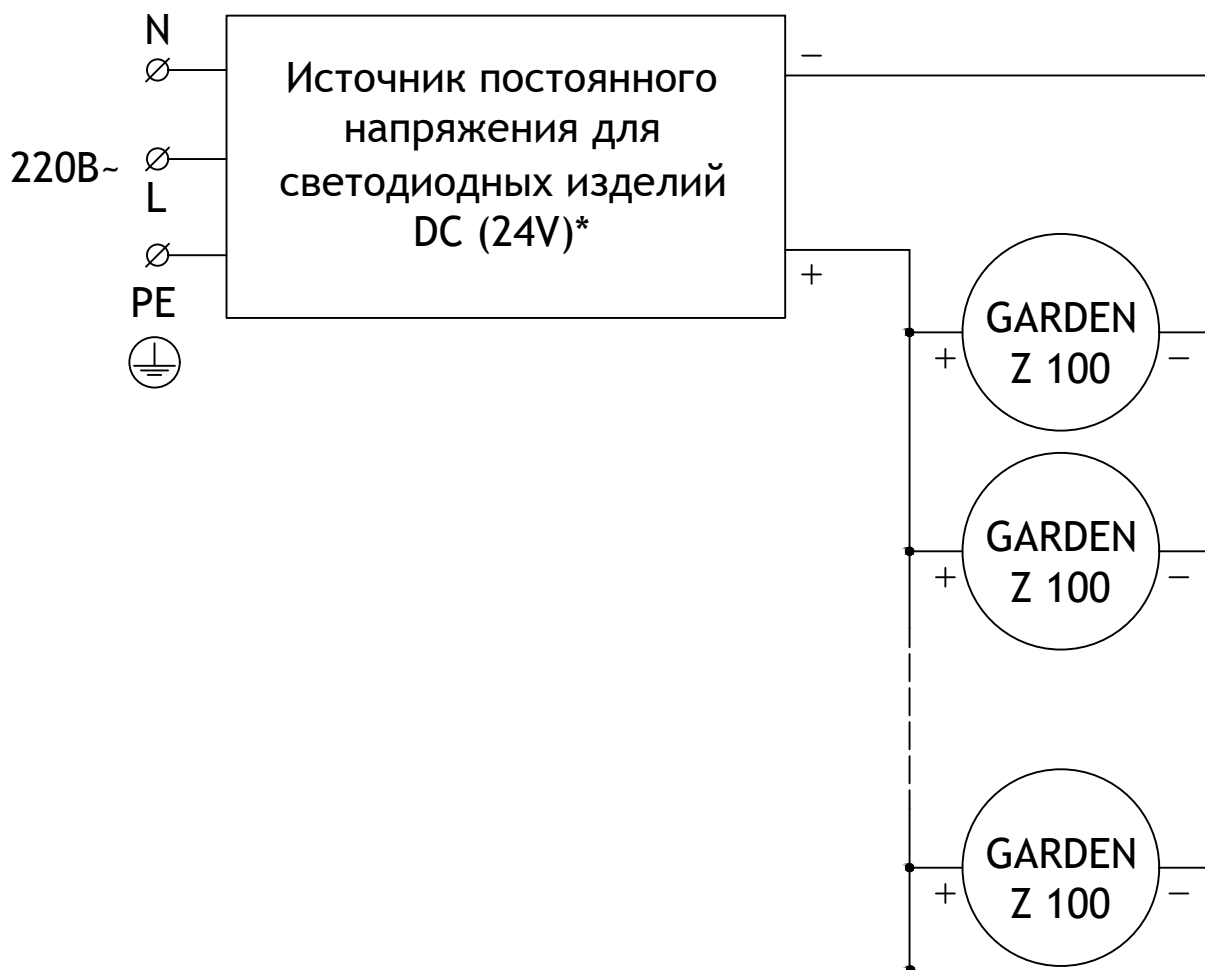 N
220В~
L
PE
Источник постоянного
напряжения для
светодиодных изделий
DC (24V)*
−
+
GARDEN
Z 100
+
−
GARDEN
Z 100
+
−
GARDEN
Z 100
+
−